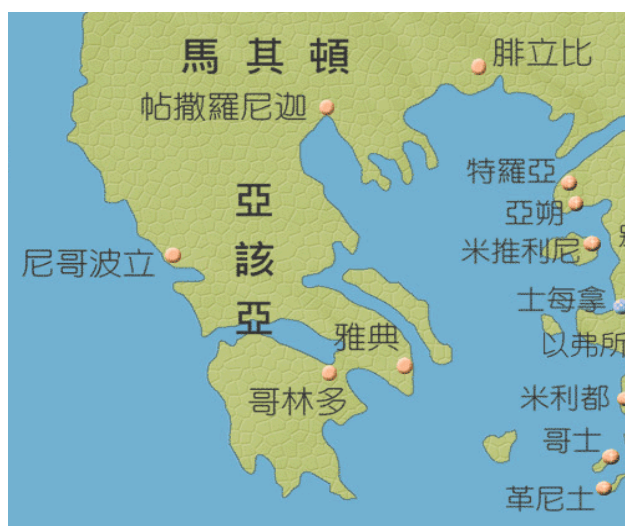 馬其頓
腓立比
帖撒羅尼迦
特羅亞
亞該亞
亞朔
米推利尼
尼哥波立
士每拿
雅典
以弗所
哥林多
米利都
哥士
革尼士